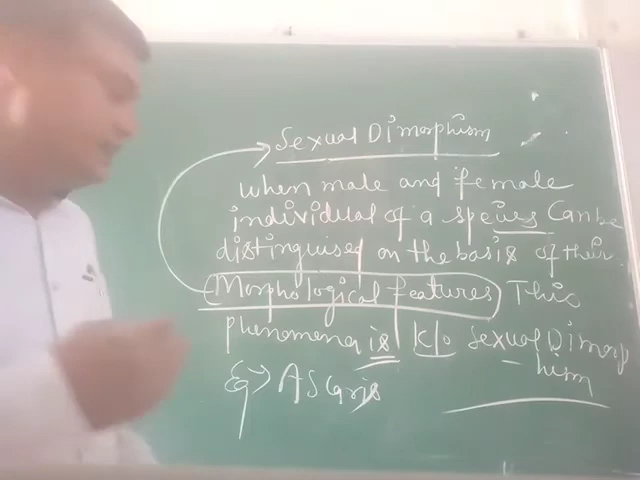 Sexual Dimorphism
when male and female
individual of a species Can be
distinguised on the basis of their
Morphological features This
phenomena is k/o Sexual Dimorp
hism
Eg > AScaris